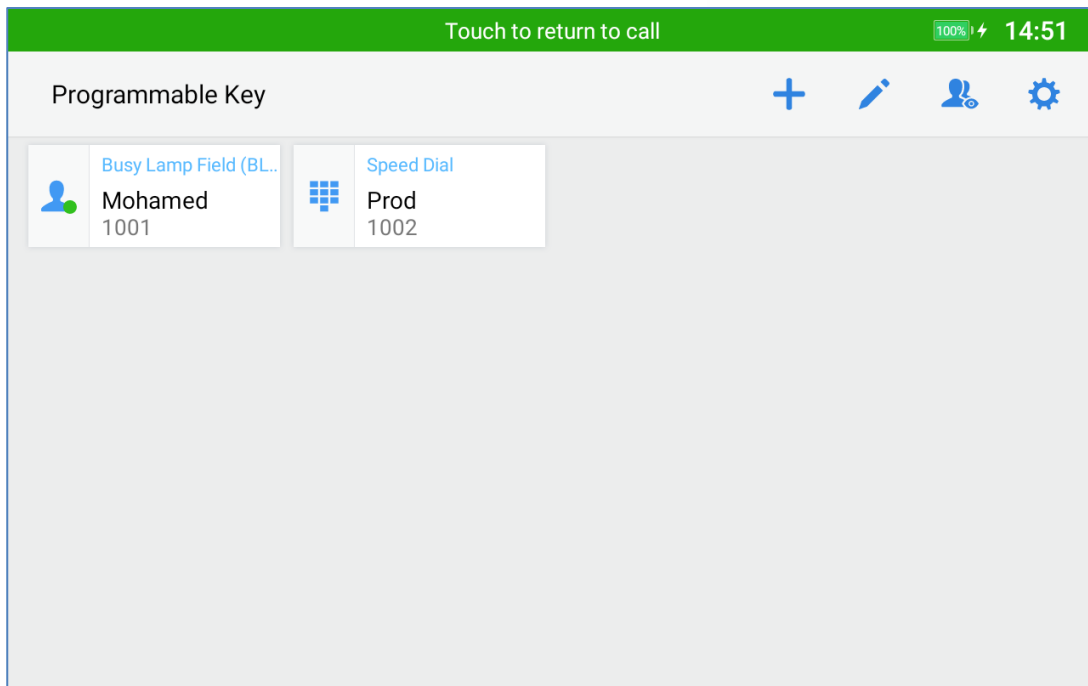 Touch to return to call 100% 14:51
Programmable Key
Busy Lamp Field (BL..
Mohamed
1001
Speed Dial
Prod
1002